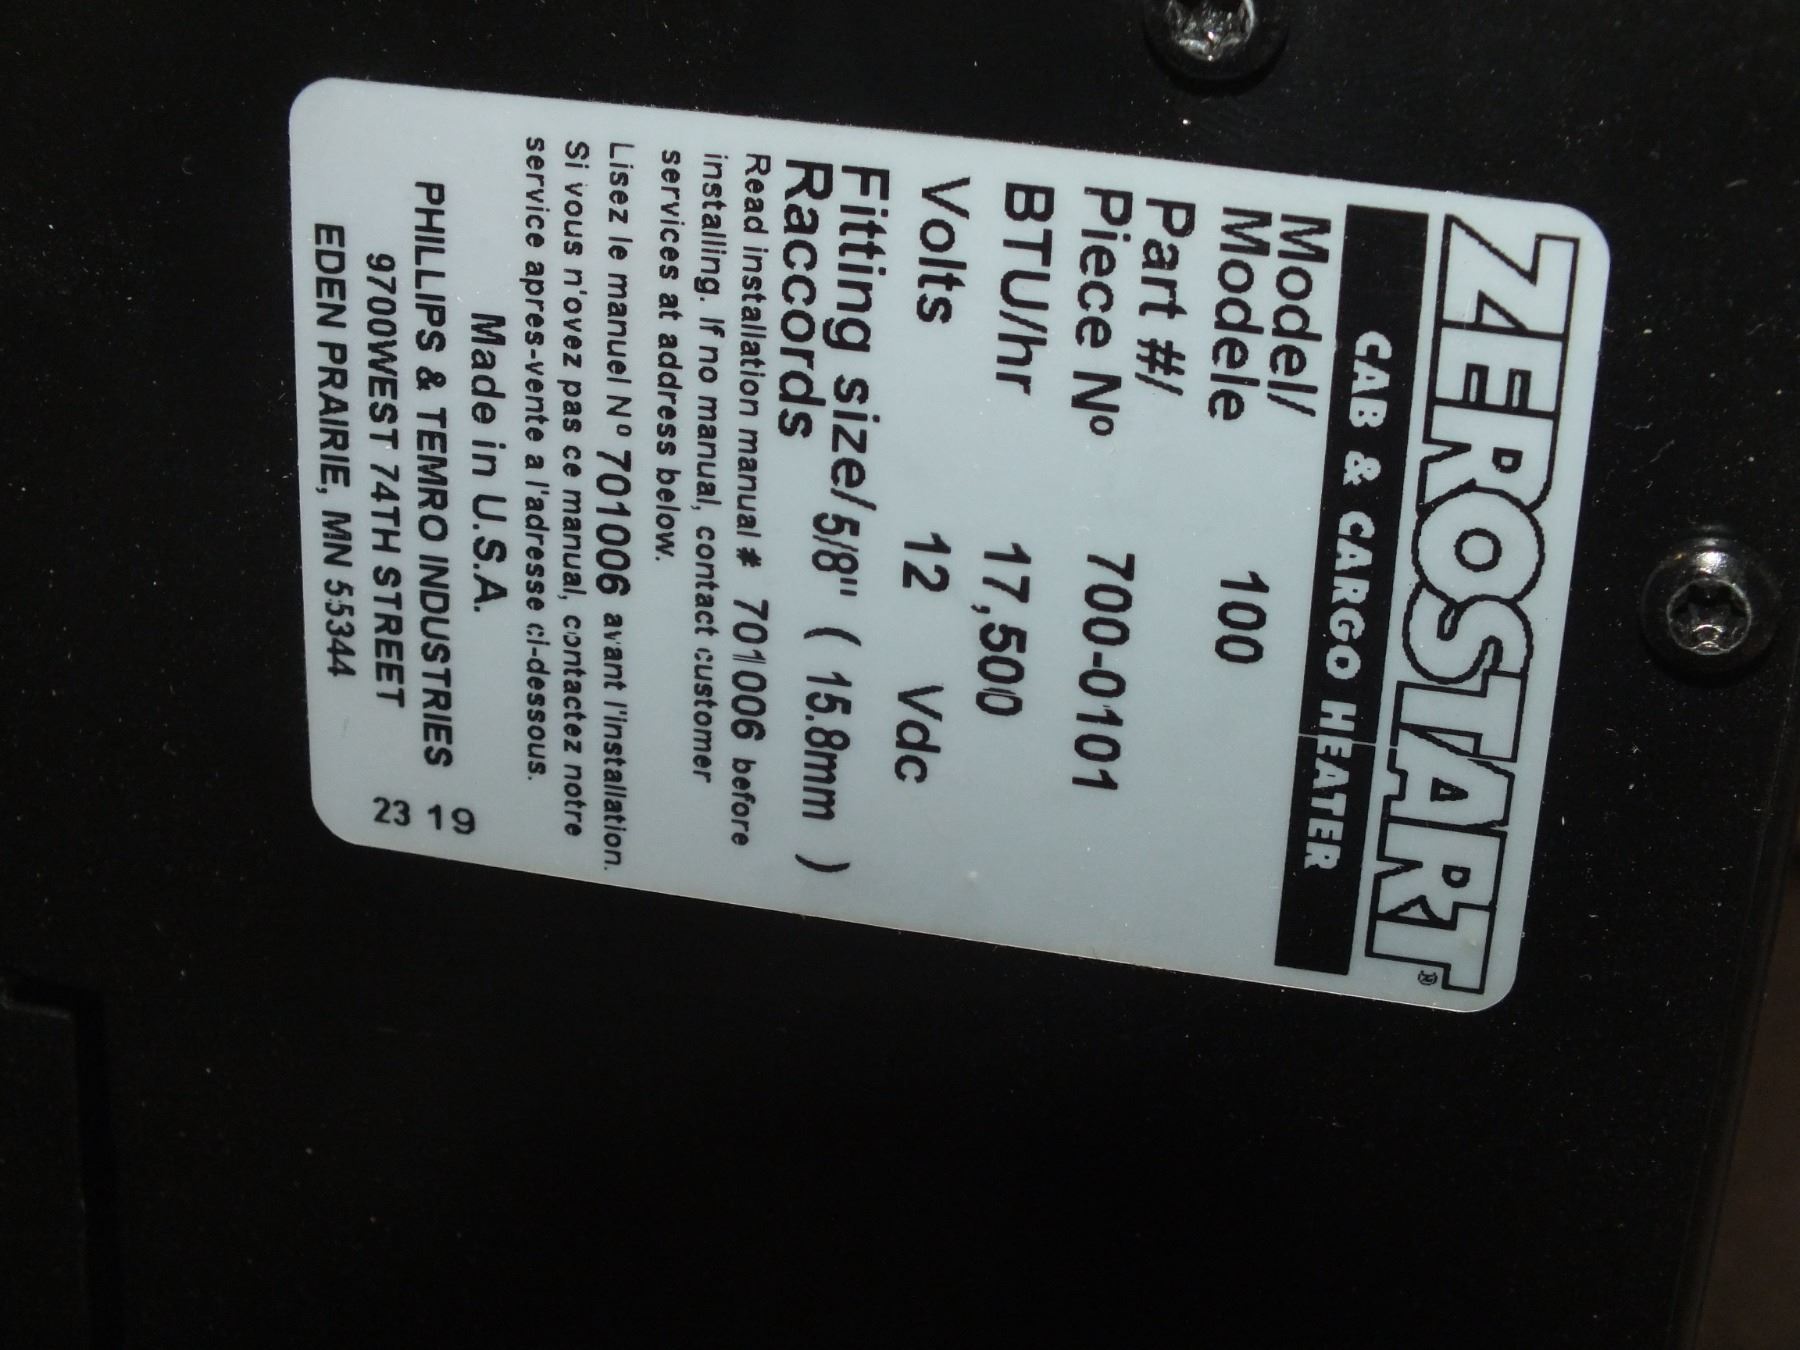 ZEROSTART®
CAB & CARGO HEATER
Model/
Modele 100
Part #/
Piece Nº 700-0101
BTU/hr 17,500
Volts 12 Vdc
Fitting size/ 5/8" ( 15.8mm )
Raccords
Read installation manual # 701006 before
installing. If no manual, contact customer
services at address below.
Lisez le manuel Nº 701006 avant l'installation.
Si vous n'ovez pas ce manual, contactez notre
service apres-vente a l'adresse ci-dessous.
Made in U.S.A.
PHILLIPS & TEMRO INDUSTRIES 19
9700WEST 74TH STREET 23
EDEN PRAIRIE, MN 55344